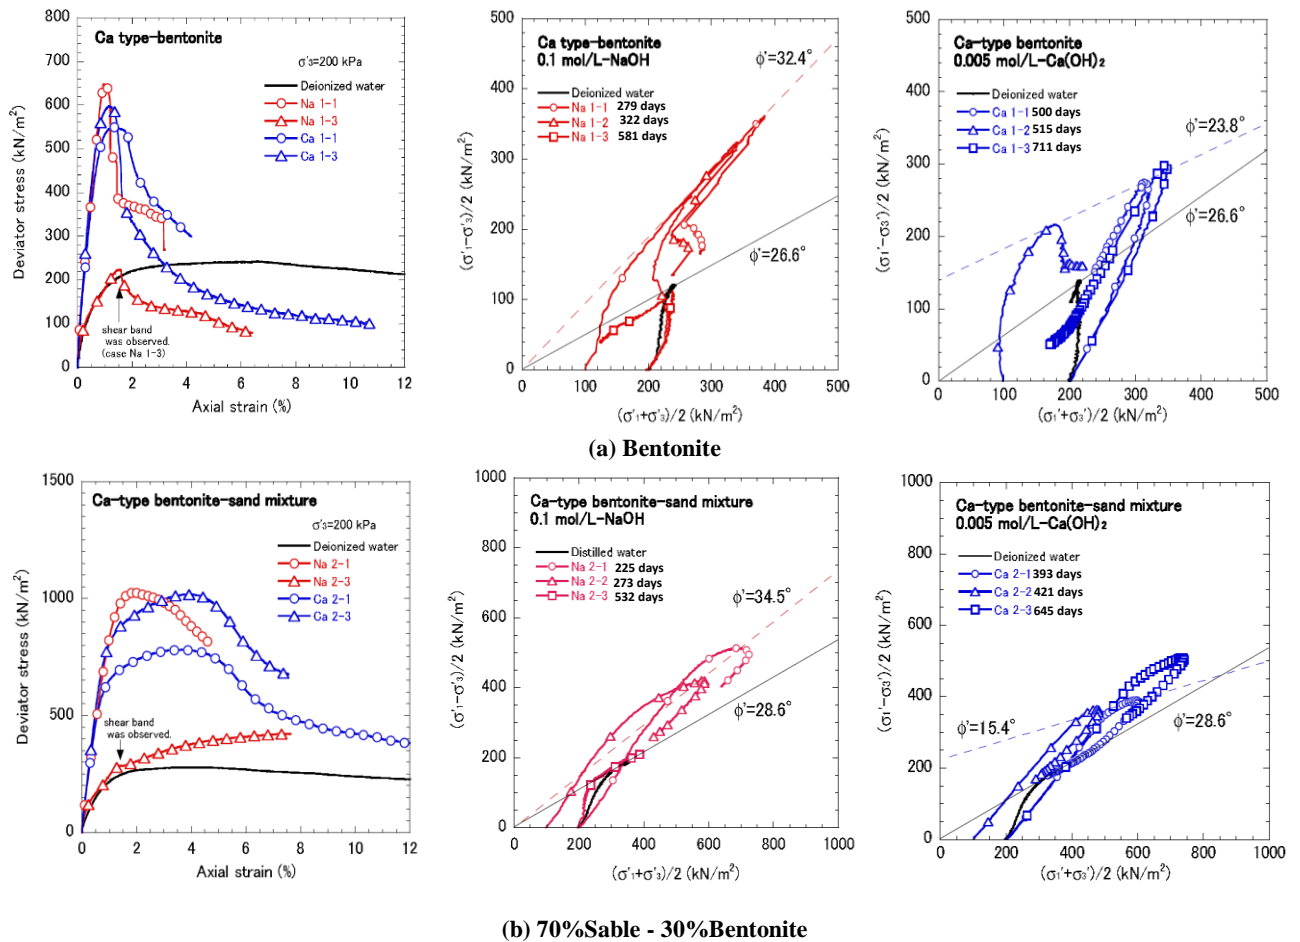 Ca type-bentonite
σ'₃=200 kPa
Deionized water
Na 1-1
Na 1-3
Ca 1-1
Ca 1-3
shear band
was observed.
(case Na 1-3)
Deviator stress (kN/m²)
800
700
600
500
400
300
200
100
0
0 2 4 6 8 10 12
Axial strain (%)
Ca type-bentonite
0.1 mol/L-NaOH
Deionized water
Na 1-1 279 days
Na 1-2 322 days
Na 1-3 581 days
ϕ'=32.4°
ϕ'=26.6°
(σ'₁-σ'₃)/2 (kN/m²)
500
400
300
200
100
0
0 100 200 300 400 500
(σ'₁+σ'₃)/2 (kN/m²)
Ca-type bentonite
0.005 mol/L-Ca(OH)₂
Deionized water
Ca 1-1 500 days
Ca 1-2 515 days
Ca 1-3 711 days
ϕ'=23.8°
ϕ'=26.6°
(σ₁'-σ₃')/2 (kN/m²)
500
400
300
200
100
0
0 100 200 300 400 500
(σ₁'+σ₃')/2 (kN/m²)
(a) Bentonite
Ca-type bentonite-sand mixture
σ'₃=200 kPa
Deionized water
Na 2-1
Na 2-3
Ca 2-1
Ca 2-3
shear band
was observed.
Deviator stress (kN/m²)
1500
1000
500
0
0 2 4 6 8 10 12
Axial strain (%)
Ca-type bentonite-sand mixture
0.1 mol/L-NaOH
Distilled water
Na 2-1 225 days
Na 2-2 273 days
Na 2-3 532 days
ϕ'=34.5°
ϕ'=28.6°
(σ'₁-σ'₃)/2 (kN/m²)
1000
800
600
400
200
0
0 200 400 600 800 1000
(σ'₁+σ'₃)/2 (kN/m²)
Ca-type bentonite-sand mixture
0.005 mol/L-Ca(OH)₂
Deionized water
Ca 2-1 393 days
Ca 2-2 421 days
Ca 2-3 645 days
ϕ'=15.4°
ϕ'=28.6°
(σ₁'-σ₃')/2 (kN/m²)
1000
800
600
400
200
0
0 200 400 600 800 1000
(σ₁'+σ₃')/2 (kN/m²)
(b) 70%Sable - 30%Bentonite